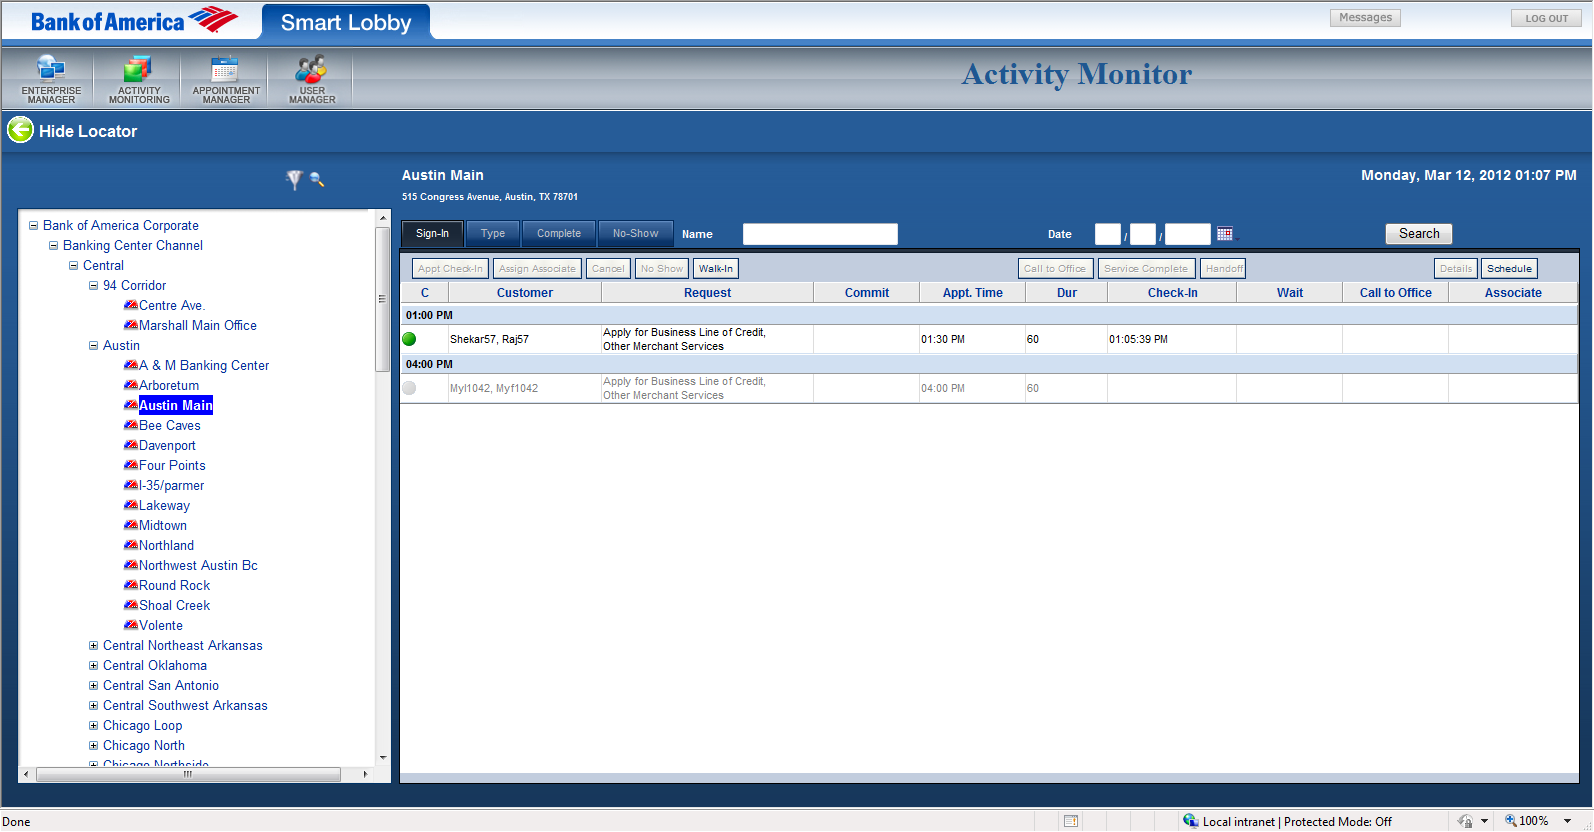 Bank of America
Smart Lobby
Messages
LOG OUT
ENTERPRISE
MANAGER
ACTIVITY
MONITORING
APPOINTMENT
MANAGER
USER
MANAGER
Activity Monitor
Hide Locator
Austin Main
Monday, Mar 12, 2012 01:07 PM
515 Congress Avenue, Austin, TX 78701
Bank of America Corporate
Banking Center Channel
Central
94 Corridor
Centre Ave.
Marshall Main Office
Austin
A & M Banking Center
Arboretum
Austin Main
Bee Caves
Davenport
Four Points
I-35/parmer
Lakeway
Midtown
Northland
Northwest Austin Bc
Round Rock
Shoal Creek
Volente
Central Northeast Arkansas
Central Oklahoma
Central San Antonio
Central Southwest Arkansas
Chicago Loop
Chicago North
Chicago Northside
Sign-In Type Complete No-Show Name Date / / Search
Appt Check-In Assign Associate Cancel No Show Walk-In Call to Office Service Complete Handoff Details Schedule
C Customer Request Commit Appt. Time Dur Check-In Wait Call to Office Associate
01:00 PM
Shekar57, Raj57 Apply for Business Line of Credit, 01:30 PM 60 01:05:39 PM
Other Merchant Services
04:00 PM
Myl1042, Myf1042 Apply for Business Line of Credit, 04:00 PM 60
Other Merchant Services
Done
Local intranet | Protected Mode: Off
100%